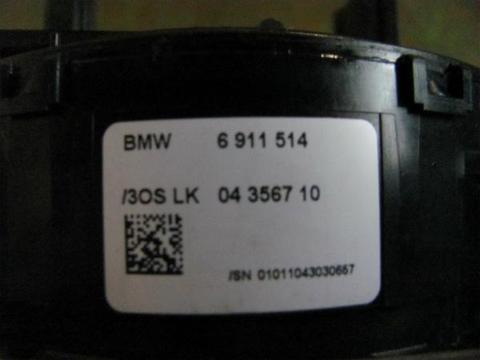 BMW 6 911 514
/3OS LK 04 3567 10
/SN 01011043030657